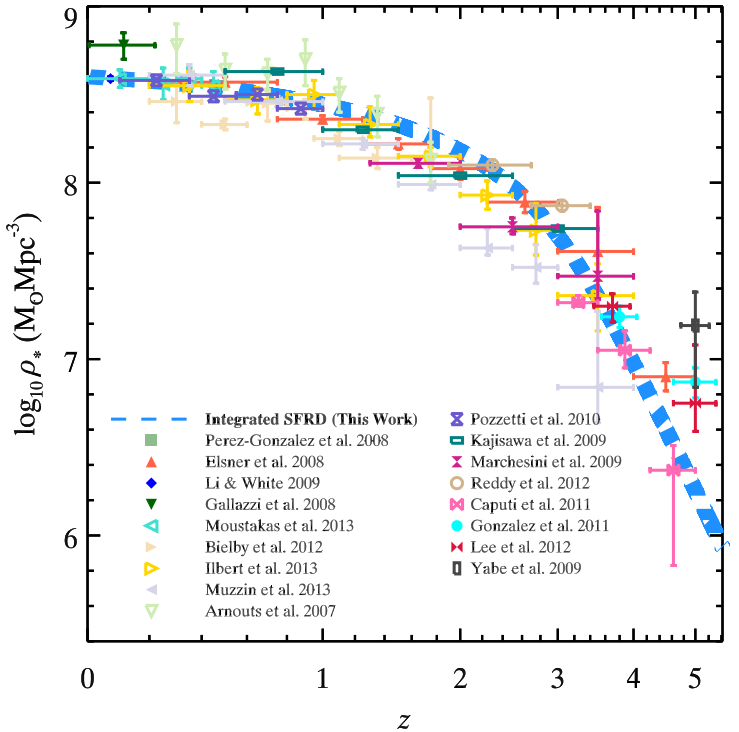 9
8
7
6
log₁₀ ρ* (M_O Mpc⁻³)
Integrated SFRD (This Work)
Perez-Gonzalez et al. 2008
Elsner et al. 2008
Li & White 2009
Gallazzi et al. 2008
Moustakas et al. 2013
Bielby et al. 2012
Ilbert et al. 2013
Muzzin et al. 2013
Arnouts et al. 2007
Pozzetti et al. 2010
Kajisawa et al. 2009
Marchesini et al. 2009
Reddy et al. 2012
Caputi et al. 2011
Gonzalez et al. 2011
Lee et al. 2012
Yabe et al. 2009
0 1 2 3 4 5
z